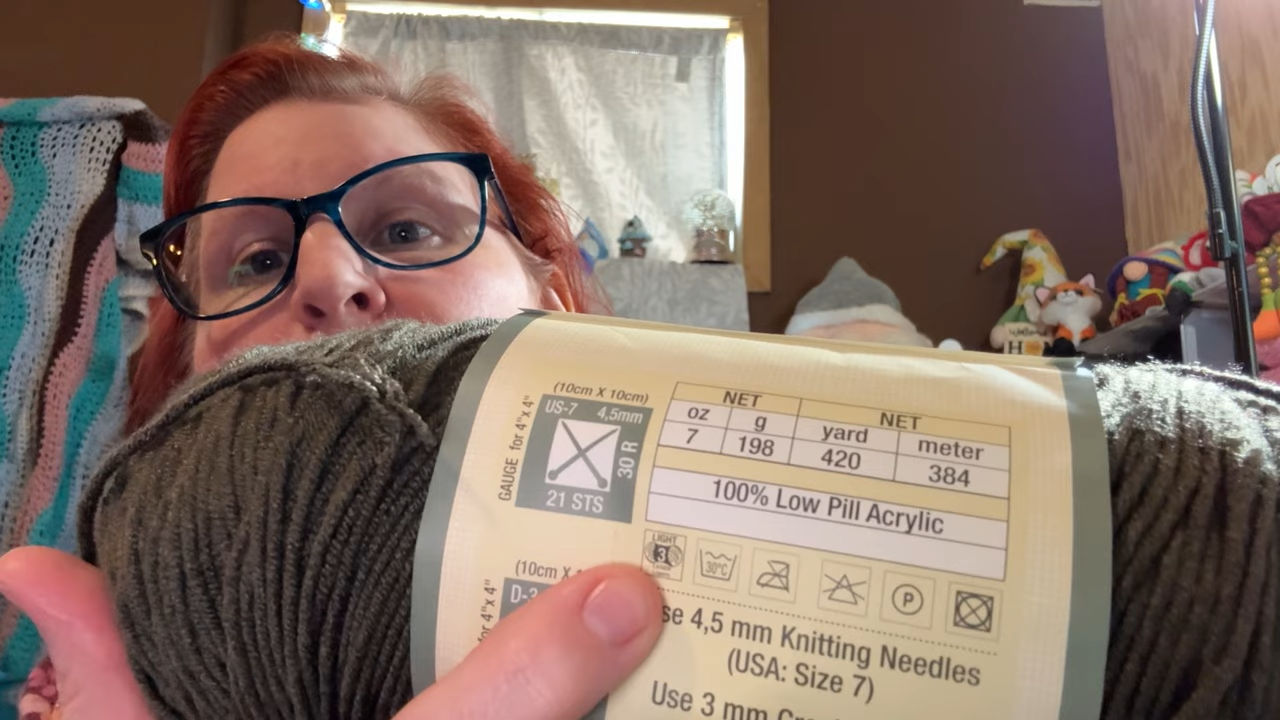 (10cm X 10cm)
GAUGE for 4"x 4"
US-7 4,5mm
30 R
21 STS
NET NET
oz g yard meter
7 198 420 384
100% Low Pill Acrylic
LIGHT
3
30°C
P
(10cm X
for 4"x 4"
D-3
se 4,5 mm Knitting Needles
(USA: Size 7)
Use 3 mm Cro
H M